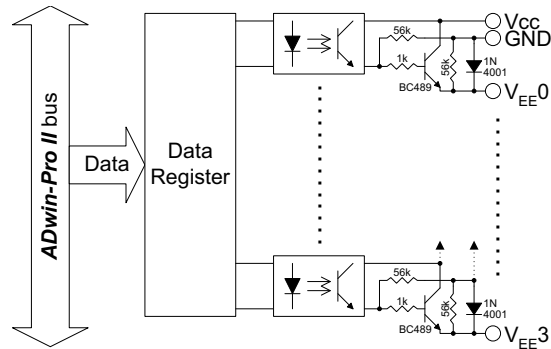 ADwin-Pro II bus
Data
Data
Register
56k
1k
BC489
56k
1N
4001
Vcc
GND
VEE0
56k
1k
BC489
56k
1N
4001
VEE3